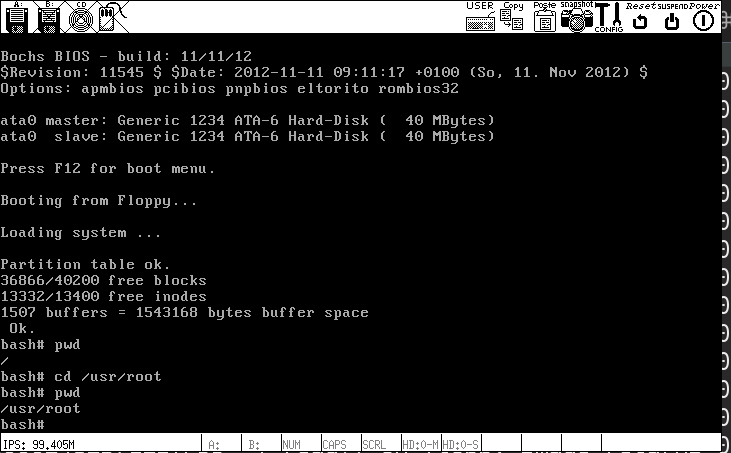 A: B: CD USER Copy Paste snapshot CONFIG Reset SUSPEND Power
Bochs BIOS - build: 11/11/12
$Revision: 11545 $ $Date: 2012-11-11 09:11:17 +0100 (So, 11. Nov 2012) $
Options: apmbios pcibios pnpbios eltorito rombios32
ata0 master: Generic 1234 ATA-6 Hard-Disk (  40 MBytes)
ata0  slave: Generic 1234 ATA-6 Hard-Disk (  40 MBytes)
Press F12 for boot menu.
Booting from Floppy...
Loading system ...
Partition table ok.
36866/40200 free blocks
13332/13400 free inodes
1507 buffers = 1543168 bytes buffer space
 Ok.
bash# pwd
/
bash# cd /usr/root
bash# pwd
/usr/root
bash#
IPS: 99.405M A: B: NUM CAPS SCRL HD:0-M HD:0-S